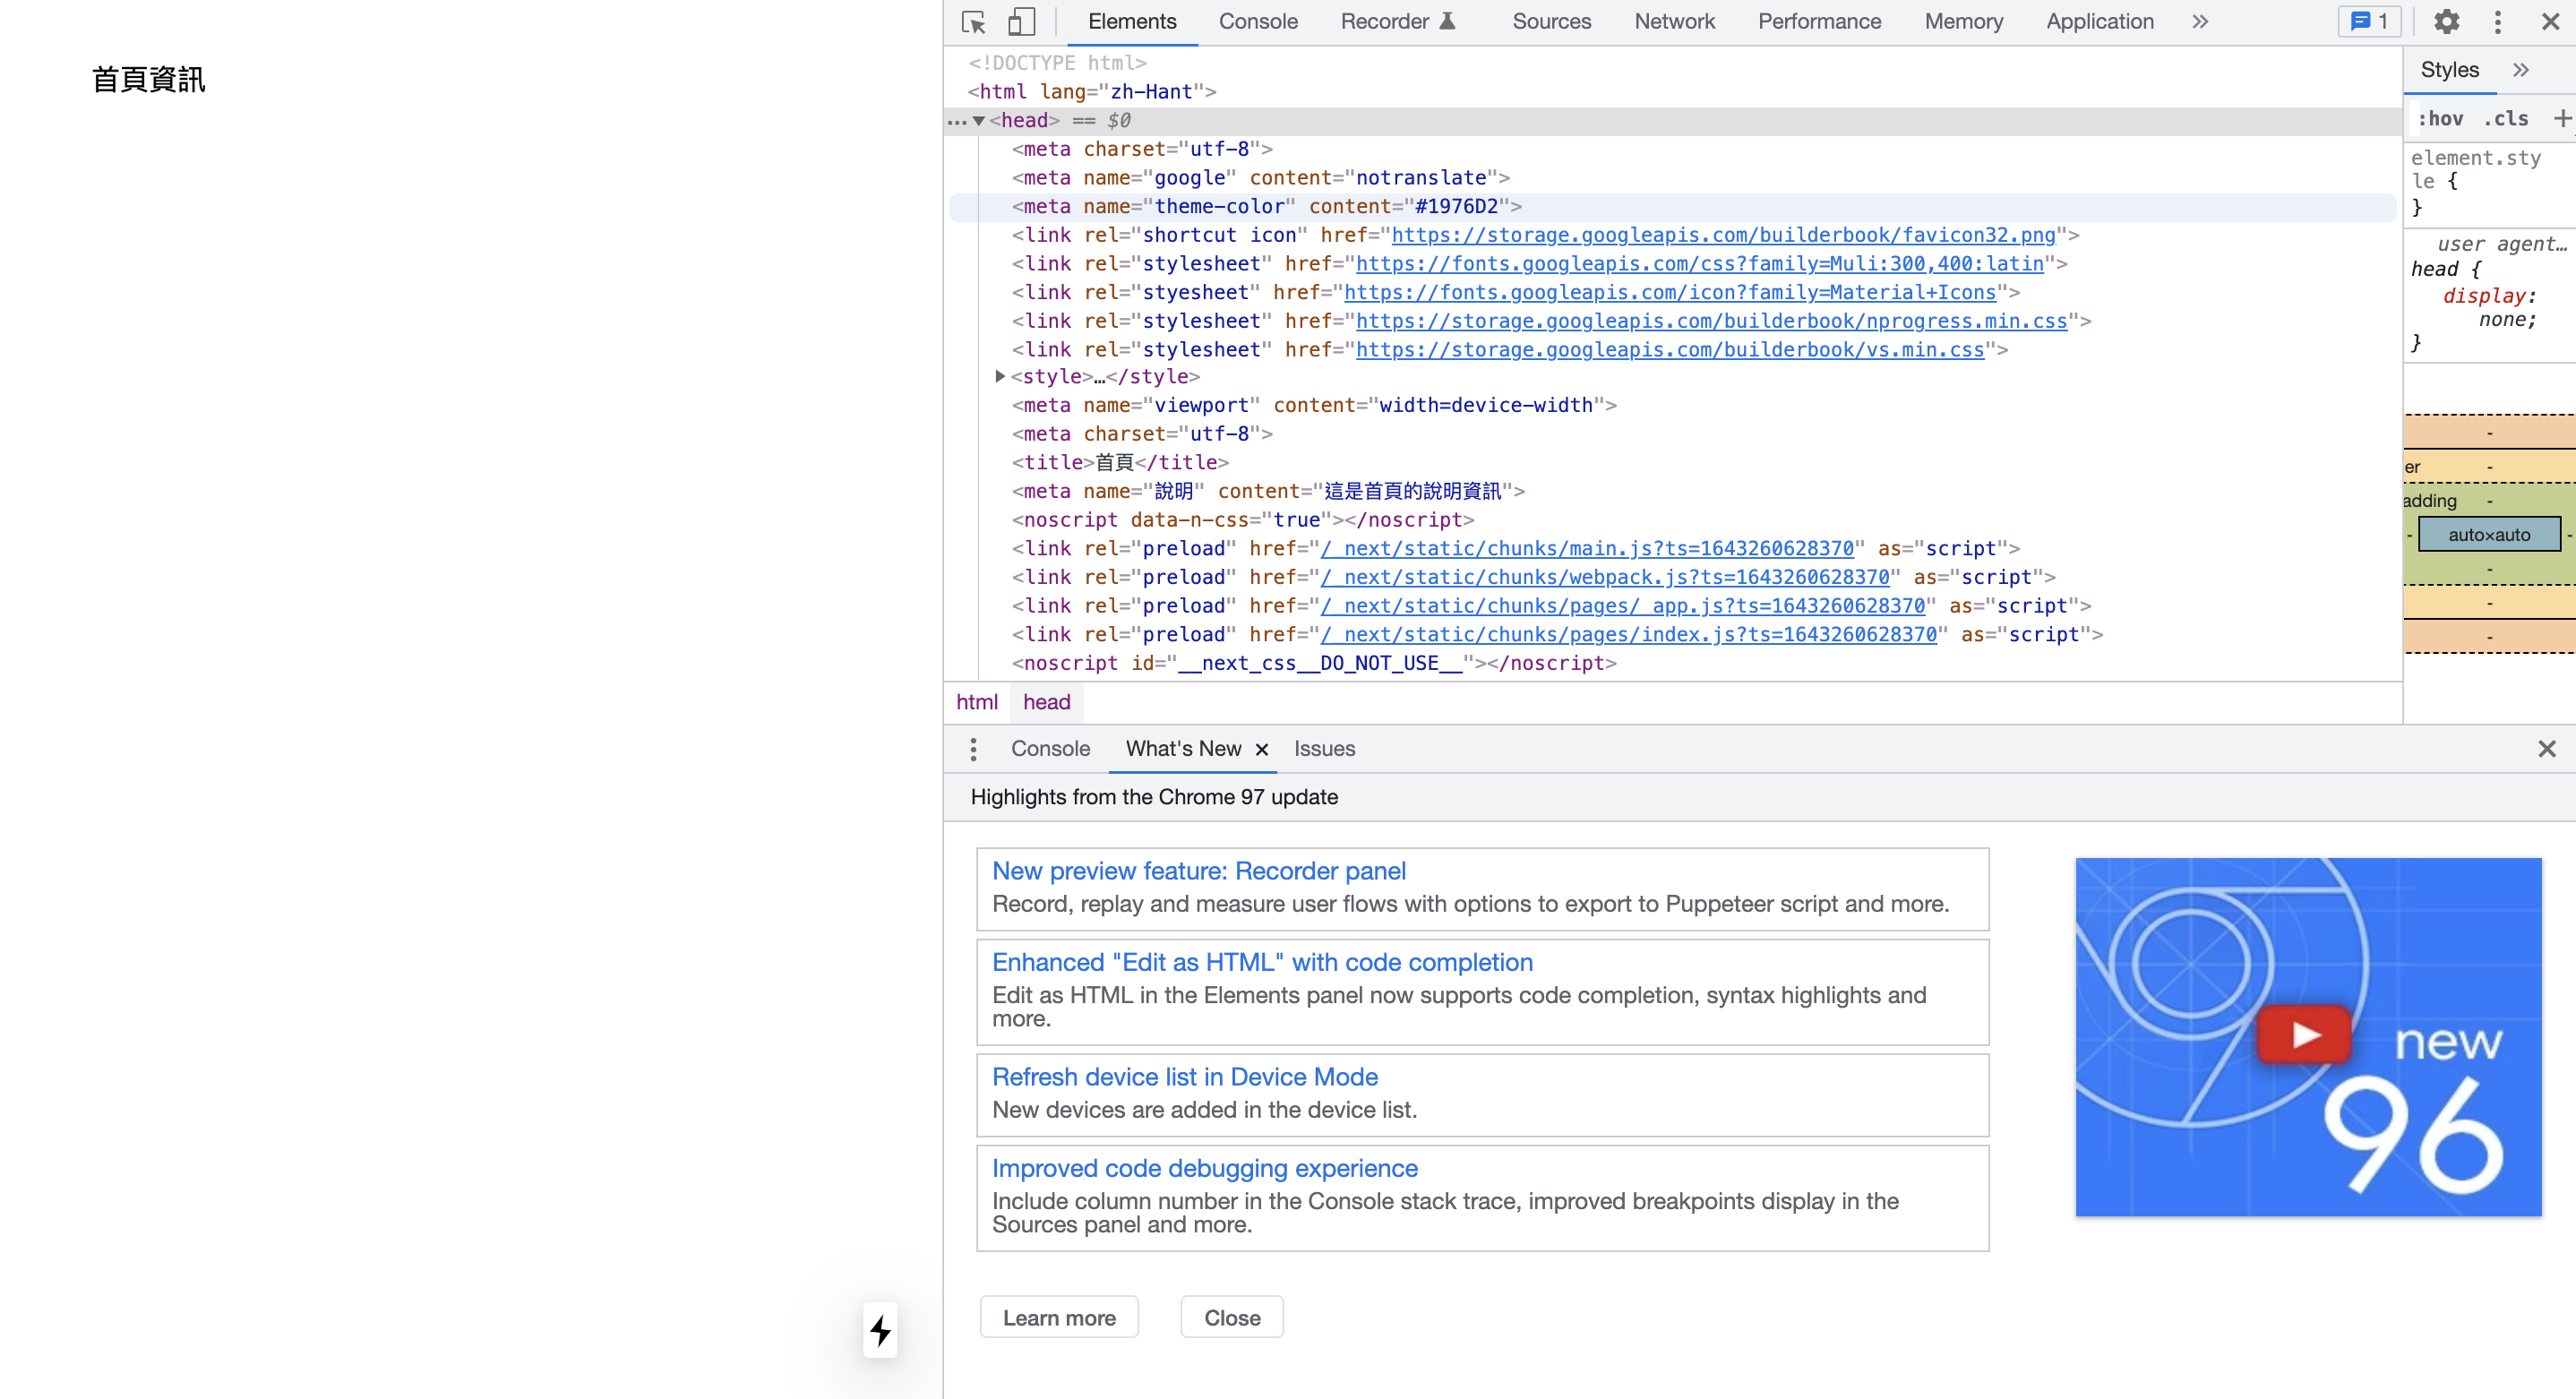 首頁資訊
Elements Console Recorder Sources Network Performance Memory Application » 1
<!DOCTYPE html>
<html lang="zh-Hant">
… ▼<head> == $0
<meta charset="utf-8">
<meta name="google" content="notranslate">
<meta name="theme-color" content="#1976D2">
<link rel="shortcut icon" href="https://storage.googleapis.com/builderbook/favicon32.png">
<link rel="stylesheet" href="https://fonts.googleapis.com/css?family=Muli:300,400:latin">
<link rel="styesheet" href="https://fonts.googleapis.com/icon?family=Material+Icons">
<link rel="stylesheet" href="https://storage.googleapis.com/builderbook/nprogress.min.css">
<link rel="stylesheet" href="https://storage.googleapis.com/builderbook/vs.min.css">
▶<style>…</style>
<meta name="viewport" content="width=device-width">
<meta charset="utf-8">
<title>首頁</title>
<meta name="說明" content="這是首頁的說明資訊">
<noscript data-n-css="true"></noscript>
<link rel="preload" href="/_next/static/chunks/main.js?ts=1643260628370" as="script">
<link rel="preload" href="/_next/static/chunks/webpack.js?ts=1643260628370" as="script">
<link rel="preload" href="/_next/static/chunks/pages/_app.js?ts=1643260628370" as="script">
<link rel="preload" href="/_next/static/chunks/pages/index.js?ts=1643260628370" as="script">
<noscript id="__next_css__DO_NOT_USE__"></noscript>
html head
Styles »
:hov .cls +
element.sty
le {
}
user agent…
head {
display:
none;
}
-
er -
adding -
- auto×auto -
-
-
-
Console What's New × Issues
Highlights from the Chrome 97 update
New preview feature: Recorder panel
Record, replay and measure user flows with options to export to Puppeteer script and more.
Enhanced "Edit as HTML" with code completion
Edit as HTML in the Elements panel now supports code completion, syntax highlights and
more.
Refresh device list in Device Mode
New devices are added in the device list.
Improved code debugging experience
Include column number in the Console stack trace, improved breakpoints display in the
Sources panel and more.
Learn more Close
new
96